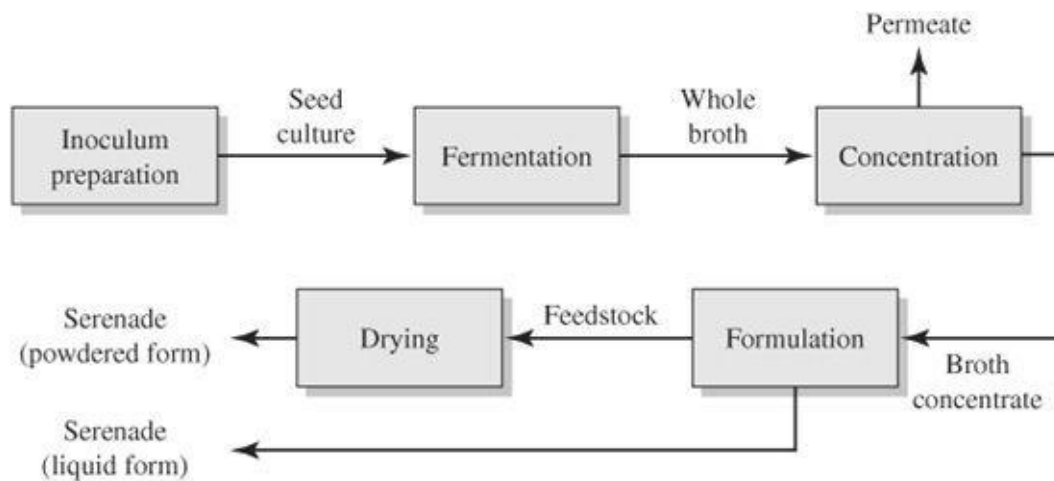 Permeate
Inoculum
preparation
Seed
culture
Fermentation
Whole
broth
Concentration
Serenade
(powdered form)
Drying
Feedstock
Formulation
Broth
concentrate
Serenade
(liquid form)